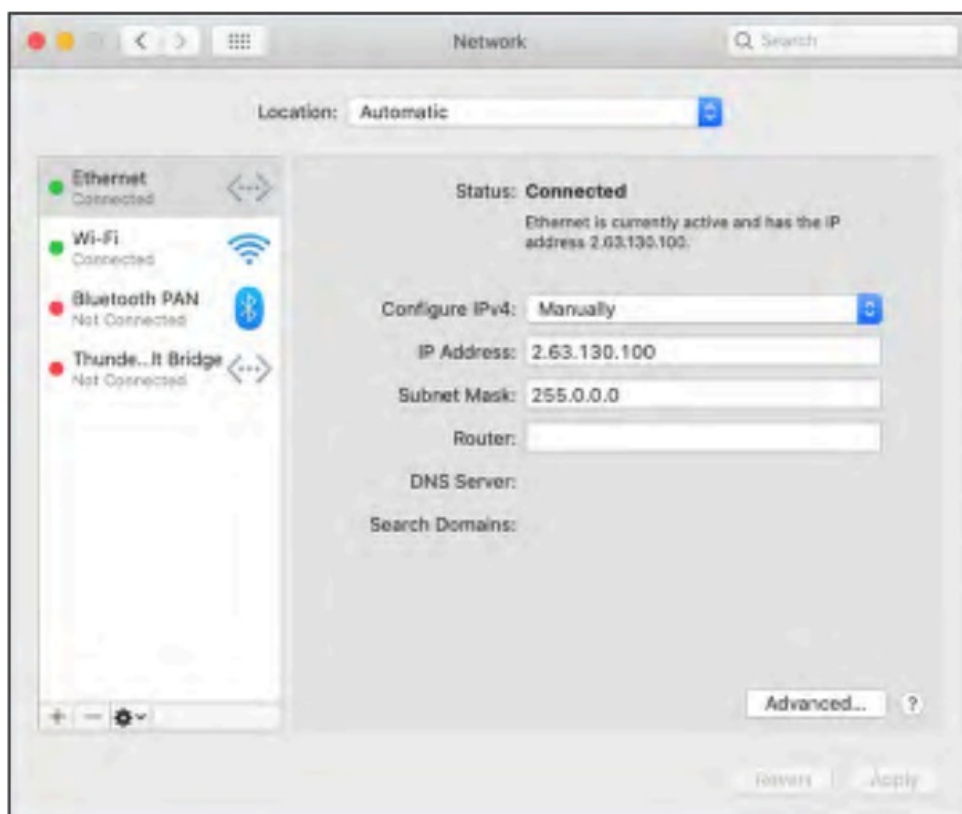 Network
Search
Location: Automatic
Ethernet
Connected
Wi-Fi
Connected
Bluetooth PAN
Not Connected
Thunde..lt Bridge
Not Connected
Status: Connected
Ethernet is currently active and has the IP
address 2.63.130.100.
Configure IPv4: Manually
IP Address: 2.63.130.100
Subnet Mask: 255.0.0.0
Router:
DNS Server:
Search Domains:
Advanced...
?
Revert
Apply